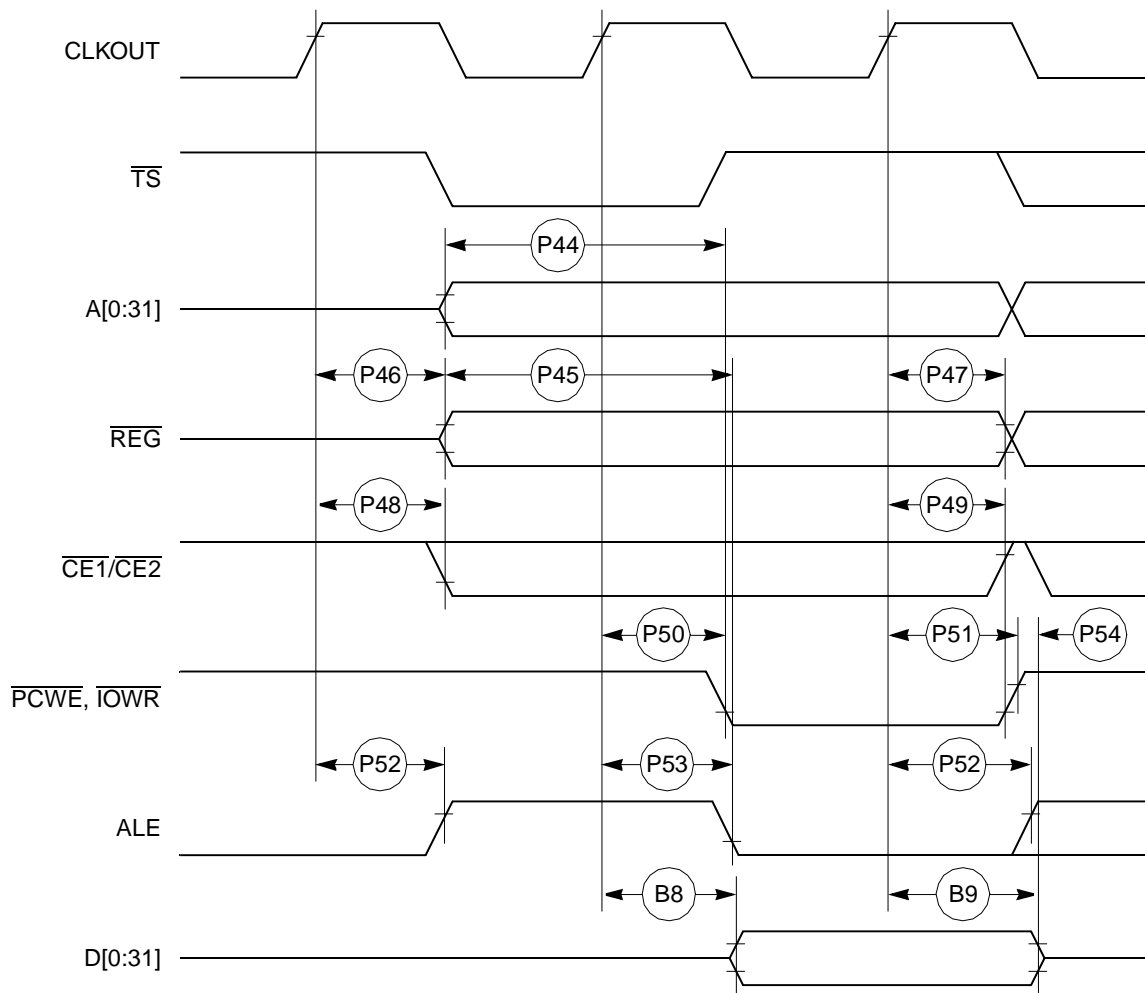 CLKOUT
TS
P44
A[0:31]
P46 P45 P47
REG
P48 P49
CE1/CE2
P50 P51 P54
PCWE, IOWR
P52 P53 P52
ALE
B8 B9
D[0:31]